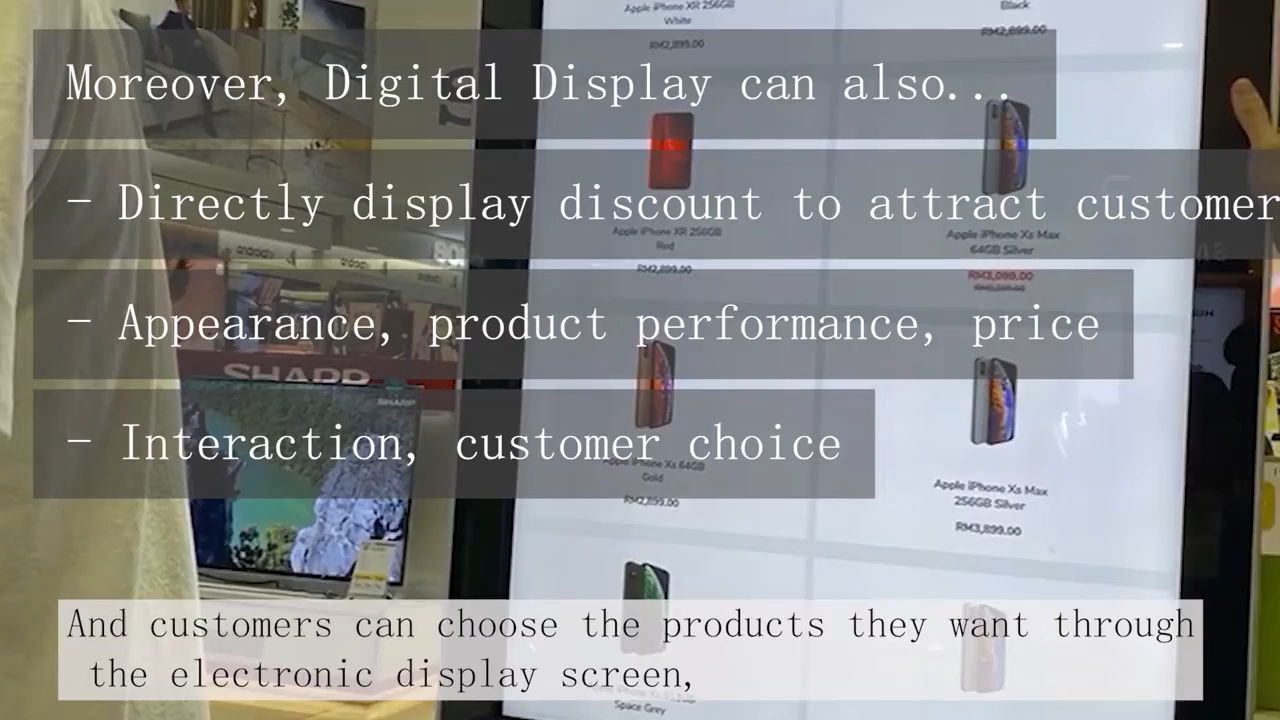 Apple iPhone XR 256GB
White
RM2,899.00
Black
RM2,899.00
Moreover, Digital Display can also...
- Directly display discount to attract customer
Apple iPhone XR 256GB
Red
RM2,899.00
Apple iPhone Xs Max
64GB Silver
RM3,099.00
- Appearance, product performance, price
SHARP
SHARP
- Interaction, customer choice
Apple iPhone Xs 64GB
Gold
RM2,899.00
Apple iPhone Xs Max
256GB Silver
RM3,899.00
And customers can choose the products they want through
the electronic display screen,
Space Grey